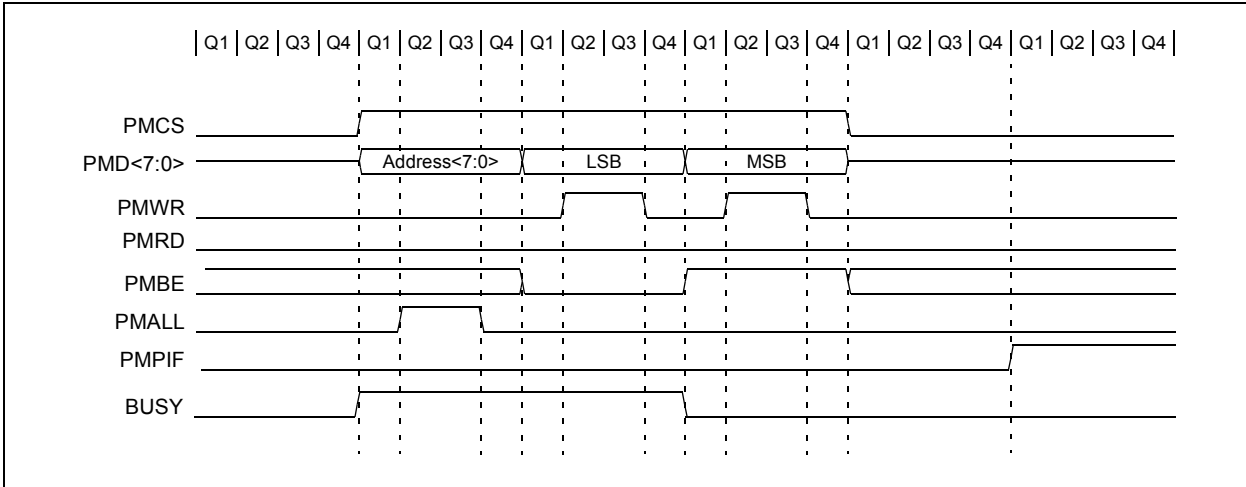 Q1 Q2 Q3 Q4 Q1 Q2 Q3 Q4 Q1 Q2 Q3 Q4 Q1 Q2 Q3 Q4 Q1 Q2 Q3 Q4 Q1 Q2 Q3 Q4
PMCS
PMD<7:0> Address<7:0> LSB MSB
PMWR
PMRD
PMBE
PMALL
PMPIF
BUSY